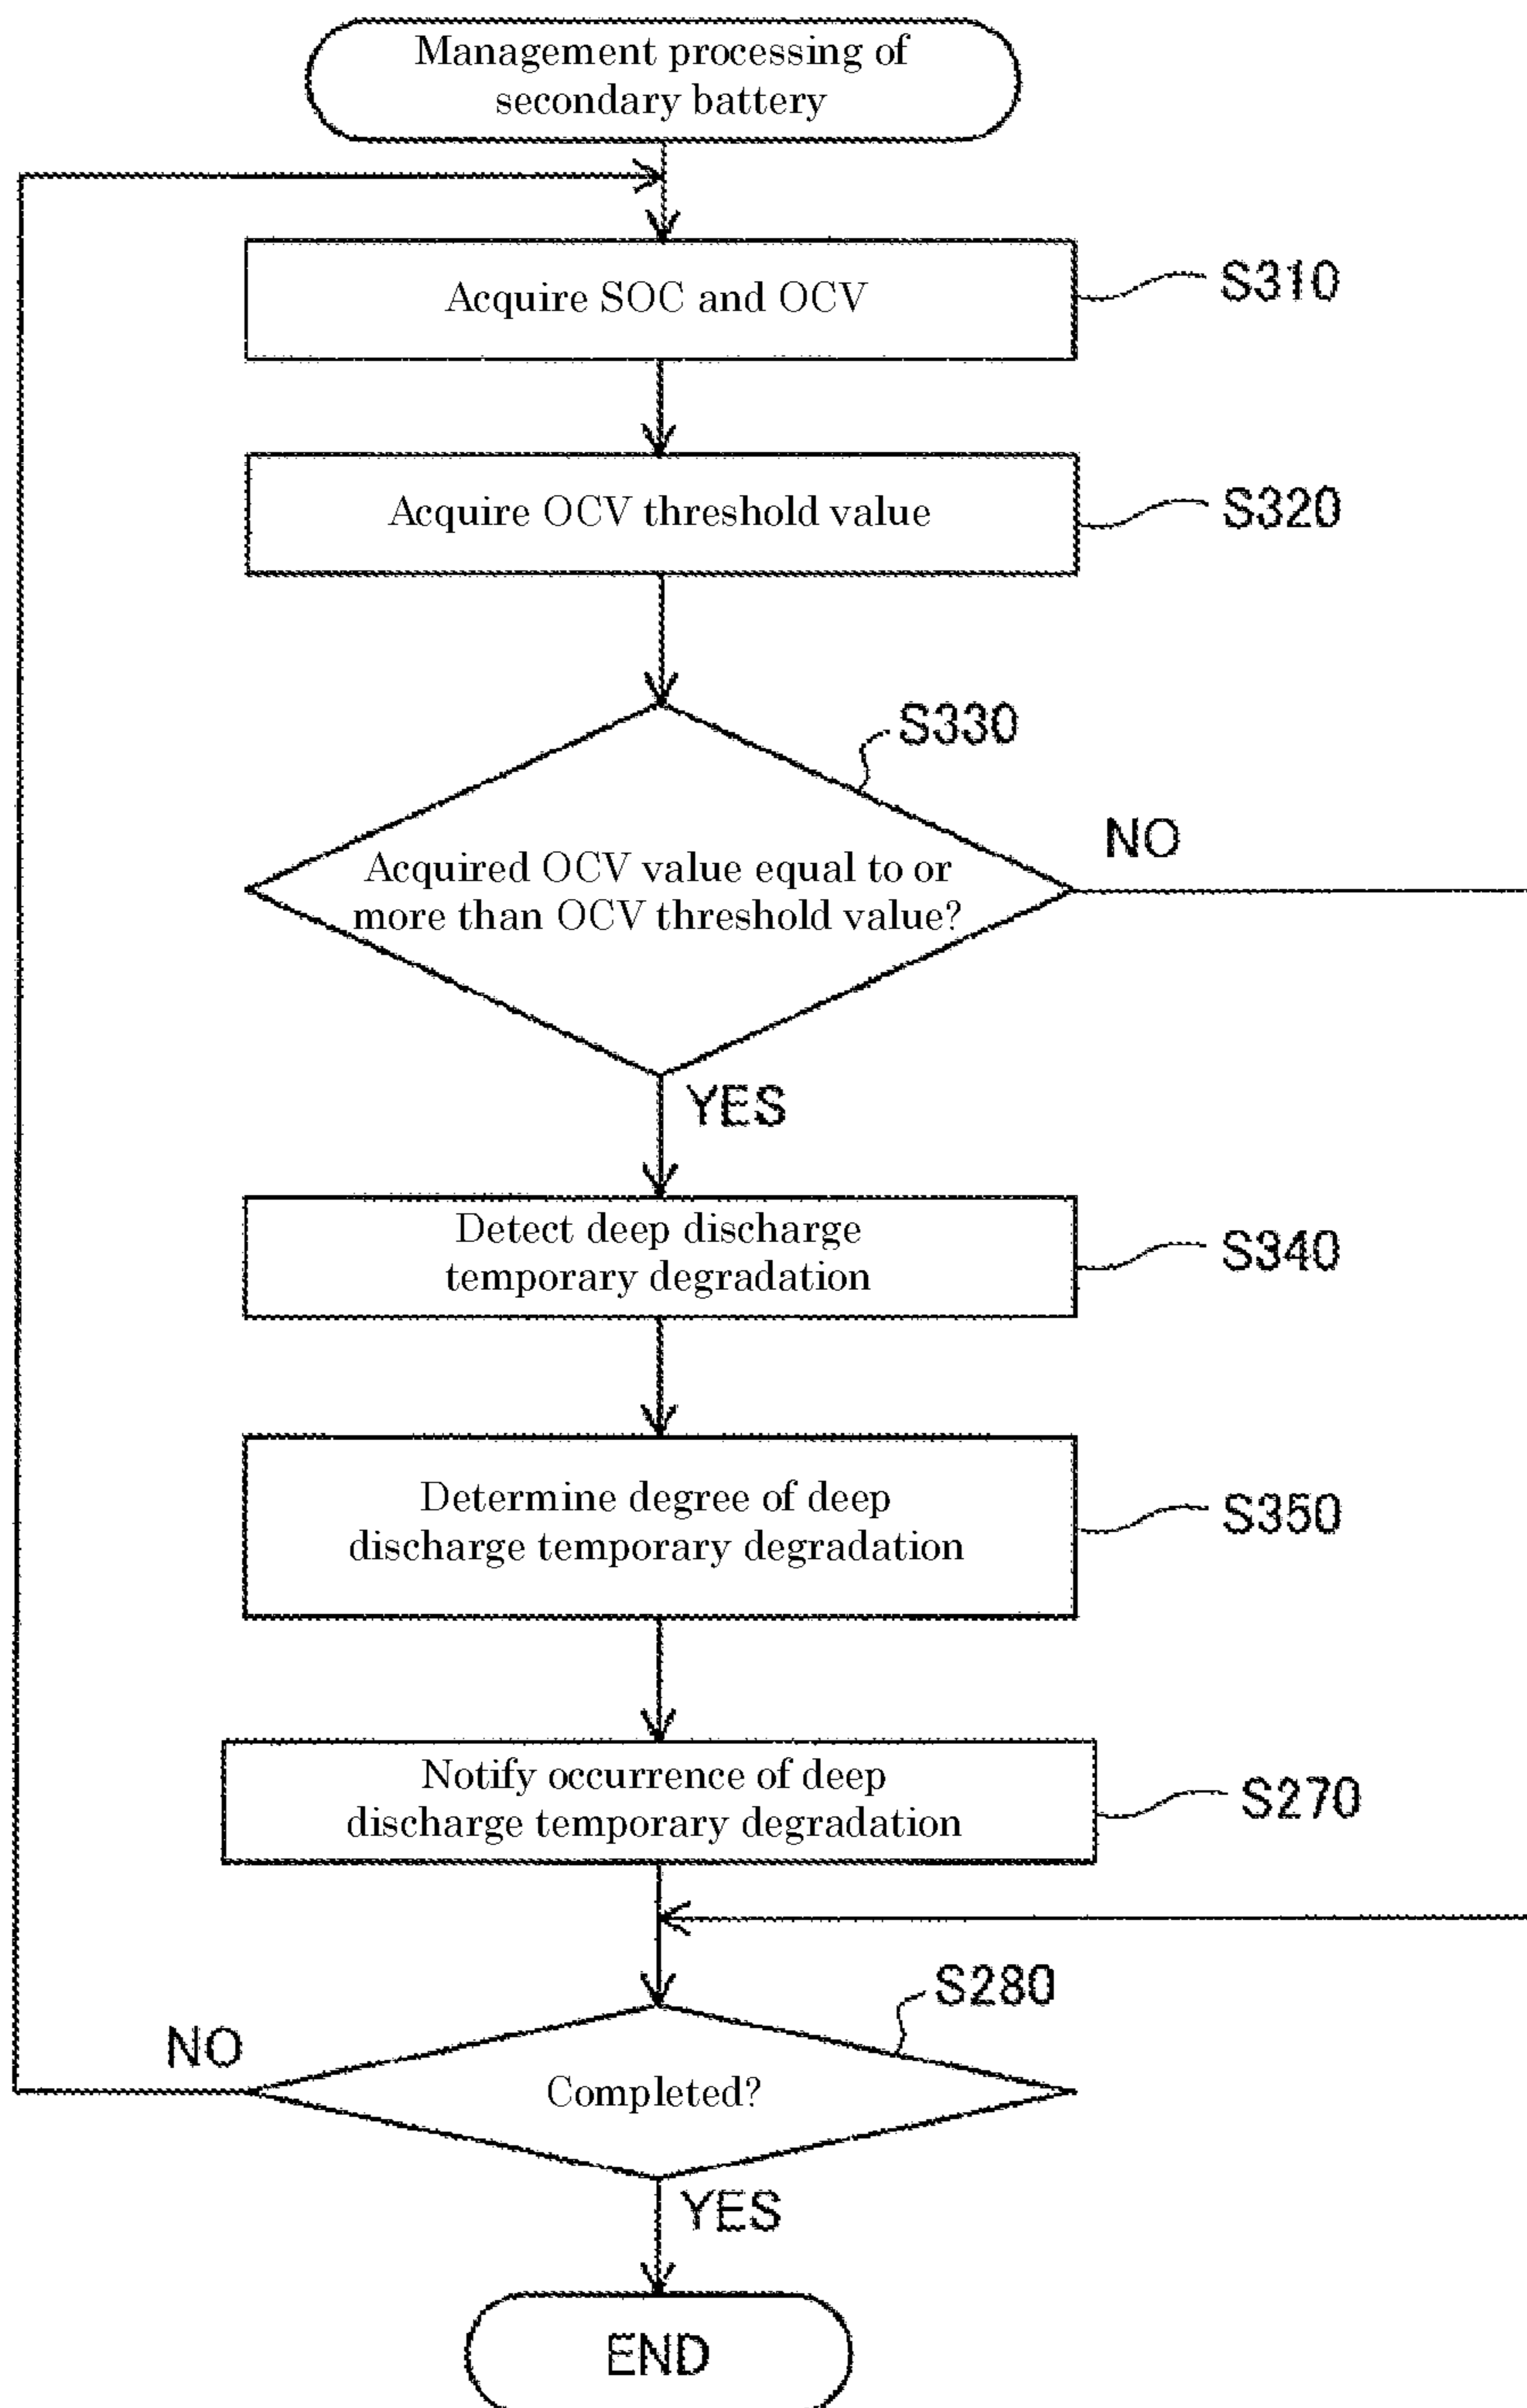 Management processing of
secondary battery
Acquire SOC and OCV
S310
Acquire OCV threshold value
S320
S330
Acquired OCV value equal to or
more than OCV threshold value?
NO
YES
Detect deep discharge
temporary degradation
S340
Determine degree of deep
discharge temporary degradation
S350
Notify occurrence of deep
discharge temporary degradation
S270
S280
NO
Completed?
YES
END